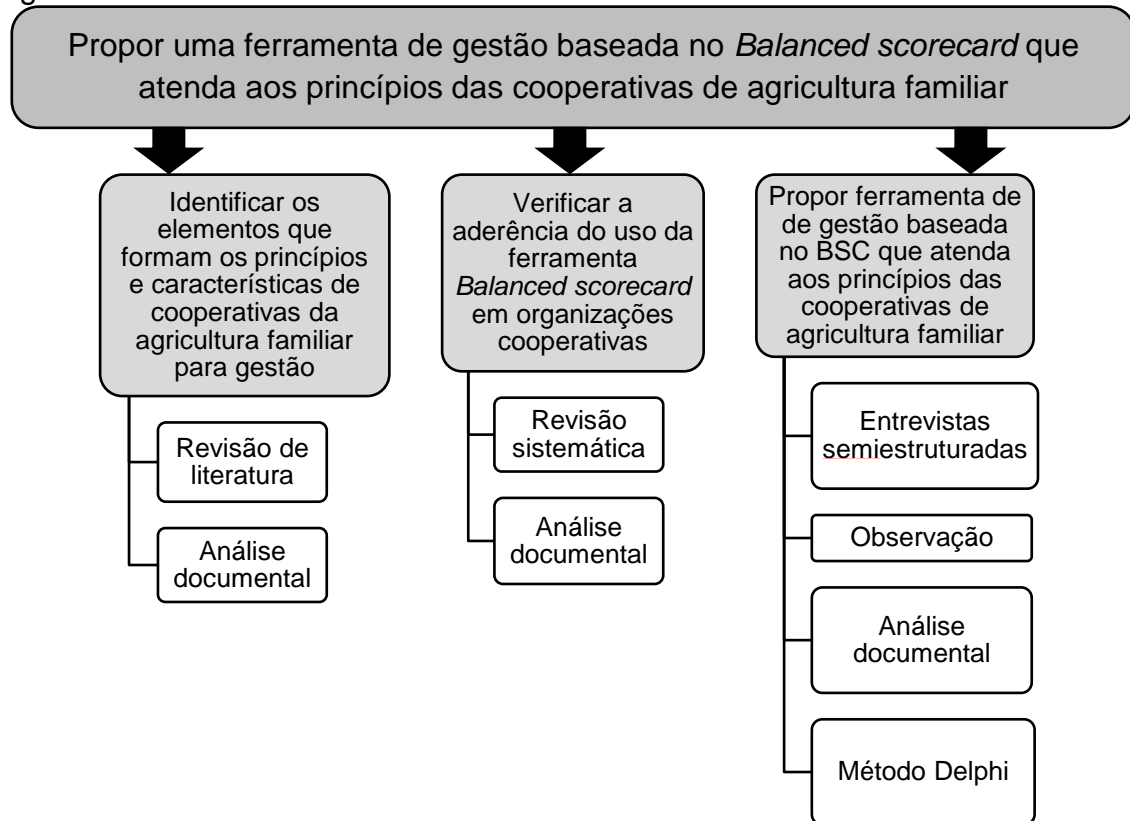 Propor uma ferramenta de gestão baseada no Balanced scorecard que
atenda aos princípios das cooperativas de agricultura familiar
Identificar os
elementos que
formam os princípios
e características de
cooperativas da
agricultura familiar
para gestão
Revisão de
literatura
Análise
documental
Verificar a
aderência do uso da
ferramenta
Balanced scorecard
em organizações
cooperativas
Revisão
sistemática
Análise
documental
Propor ferramenta de
de gestão baseada
no BSC que atenda
aos princípios das
cooperativas de
agricultura familiar
Entrevistas
semiestruturadas
Observação
Análise
documental
Método Delphi